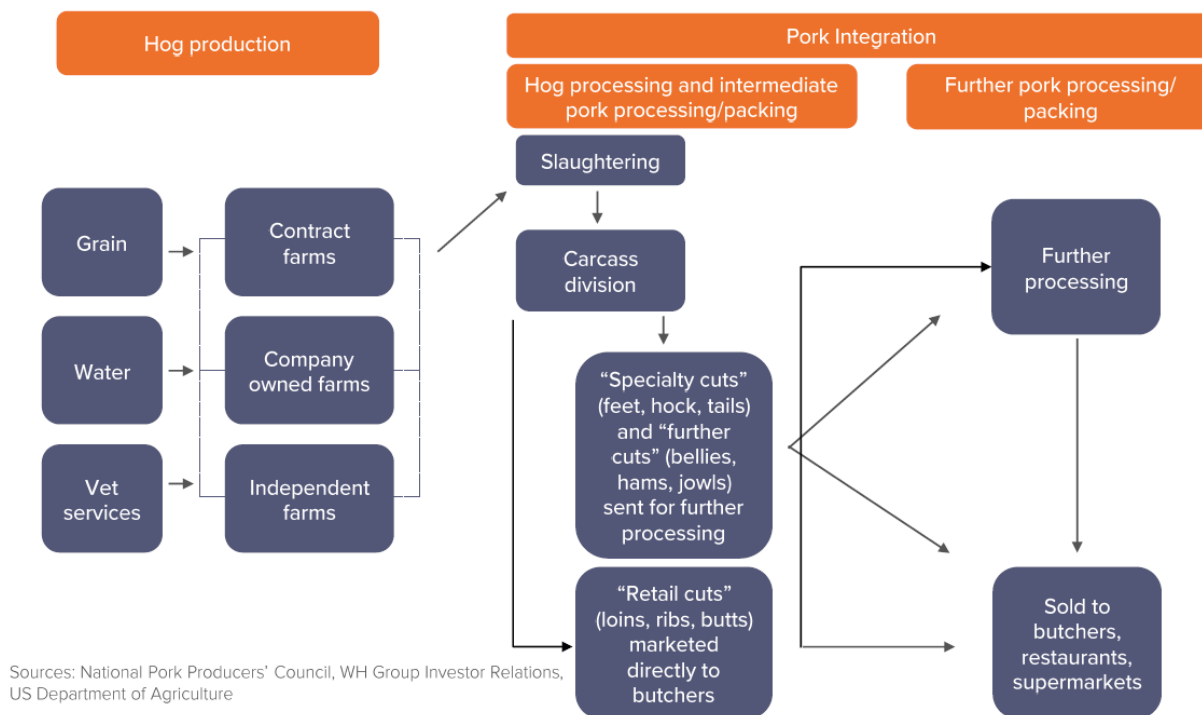 Hog production
Pork Integration
Hog processing and intermediate
pork processing/packing
Further pork processing/
packing
Grain
Water
Vet
services
Contract
farms
Company
owned farms
Independent
farms
Slaughtering
Carcass
division
“Specialty cuts”
(feet, hock, tails)
and “further
cuts” (bellies,
hams, jowls)
sent for further
processing
“Retail cuts”
(loins, ribs, butts)
marketed
directly to
butchers
Further
processing
Sold to
butchers,
restaurants,
supermarkets
Sources: National Pork Producers’ Council, WH Group Investor Relations,
US Department of Agriculture